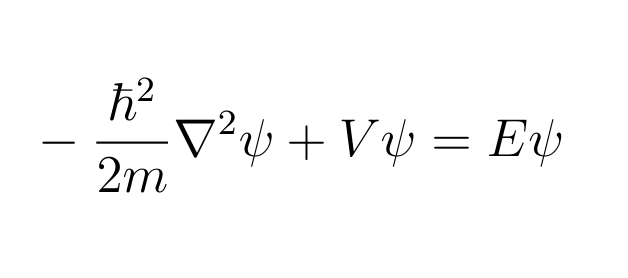 $-\frac{\hbar^2}{2m}\nabla^2\psi + V\psi = E\psi$